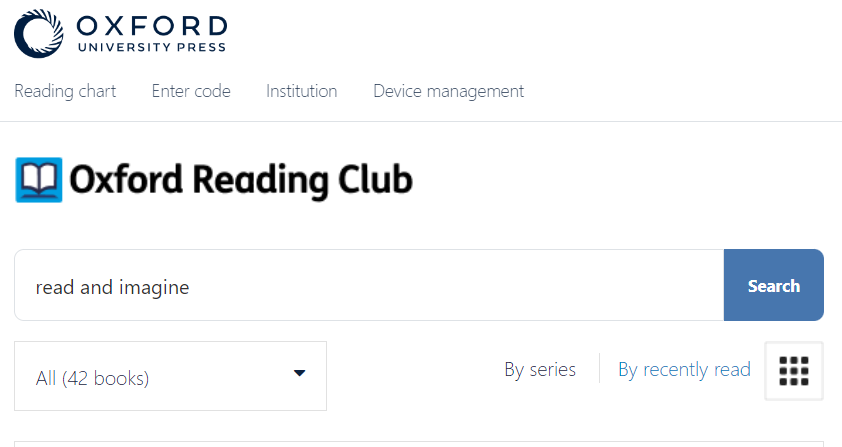 OXFORD
UNIVERSITY PRESS
Reading chart Enter code Institution Device management
Oxford Reading Club
read and imagine Search
All (42 books) By series By recently read